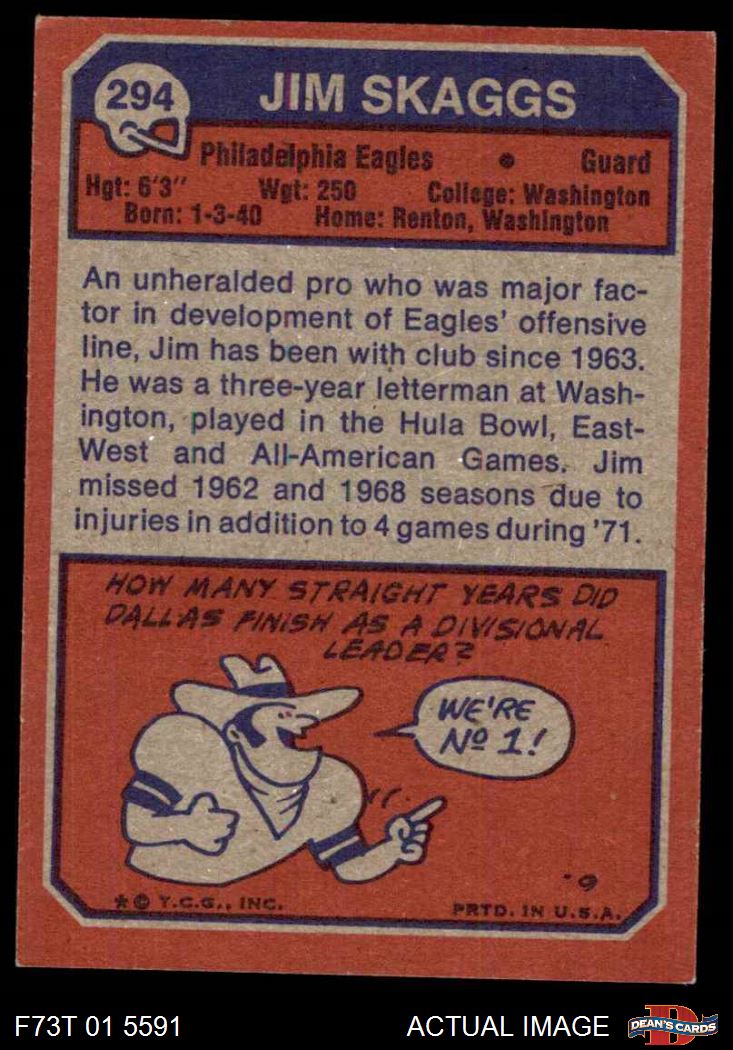 294 JIM SKAGGS
Philadelphia Eagles • Guard
Hgt: 6'3" Wgt: 250 College: Washington
Born: 1-3-40 Home: Renton, Washington
An unheralded pro who was major fac-
tor in development of Eagles' offensive
line, Jim has been with club since 1963.
He was a three-year letterman at Wash-
ington, played in the Hula Bowl, East-
West and All-American Games. Jim
missed 1962 and 1968 seasons due to
injuries in addition to 4 games during '71.
HOW MANY STRAIGHT YEARS DID
DALLAS FINISH AS A DIVISIONAL
LEADER?
WE'RE
Nº 1!
* © T.C.G., INC. PRTD. IN U.S.A.
F73T 01 5591 ACTUAL IMAGE D DEAN'S CARDS